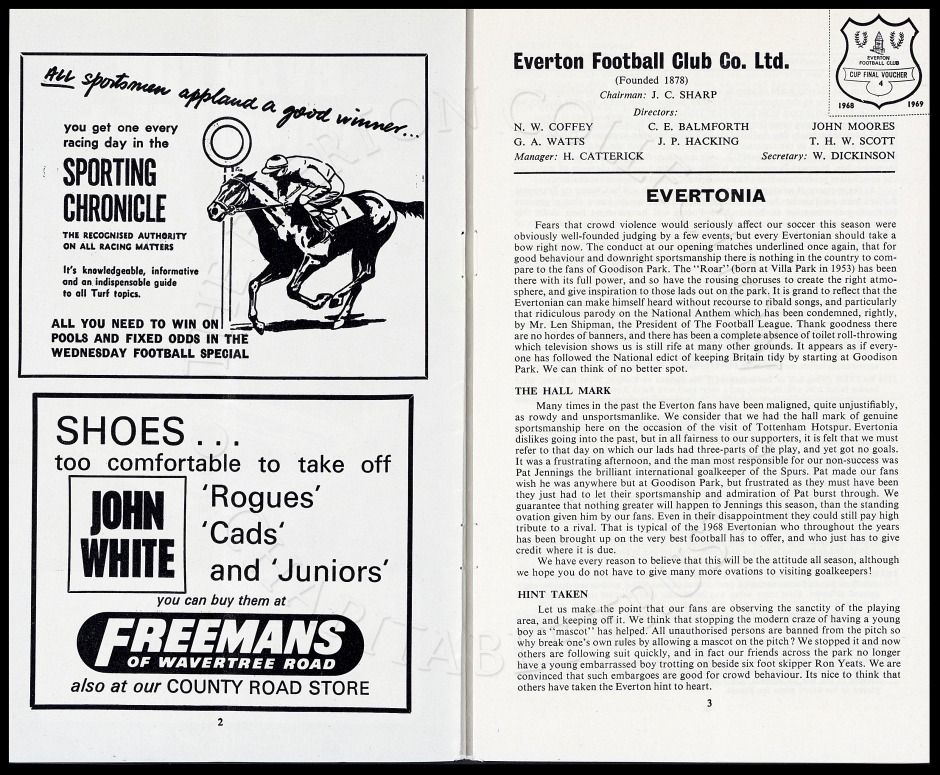 ALL sportsmen applaud a good winner...
you get one every
racing day in the
SPORTING
CHRONICLE
THE RECOGNISED AUTHORITY
ON ALL RACING MATTERS
It's knowledgeable, informative
and an indispensable guide
to all Turf topics.
1
ALL YOU NEED TO WIN ON
POOLS AND FIXED ODDS IN THE
WEDNESDAY FOOTBALL SPECIAL
SHOES ...
too comfortable to take off
JOHN
WHITE
'Rogues'
'Cads'
and 'Juniors'
you can buy them at
FREEMANS
OF WAVERTREE ROAD
also at our COUNTY ROAD STORE
2
Everton Football Club Co. Ltd.
(Founded 1878)
Chairman: J. C. SHARP
Directors:
N. W. COFFEY C. E. BALMFORTH JOHN MOORES
G. A. WATTS J. P. HACKING T. H. W. SCOTT
Manager: H. CATTERICK Secretary: W. DICKINSON
EVERTON
FOOTBALL CLUB
CUP FINAL VOUCHER
4
1968 1969
EVERTONIA
Fears that crowd violence would seriously affect our soccer this season were
obviously well-founded judging by a few events, but every Evertonian should take a
bow right now. The conduct at our opening matches underlined once again, that for
good behaviour and downright sportsmanship there is nothing in the country to com-
pare to the fans of Goodison Park. The "Roar" (born at Villa Park in 1953) has been
there with its full power, and so have the rousing choruses to create the right atmo-
sphere, and give inspiration to those lads out on the park. It is grand to reflect that the
Evertonian can make himself heard without recourse to ribald songs, and particularly
that ridiculous parody on the National Anthem which has been condemned, rightly,
by Mr. Len Shipman, the President of The Football League. Thank goodness there
are no hordes of banners, and there has been a complete absence of toilet roll-throwing
which television shows us is still rife at many other grounds. It appears as if every-
one has followed the National edict of keeping Britain tidy by starting at Goodison
Park. We can think of no better spot.
THE HALL MARK
Many times in the past the Everton fans have been maligned, quite unjustifiably,
as rowdy and unsportsmanlike. We consider that we had the hall mark of genuine
sportsmanship here on the occasion of the visit of Tottenham Hotspur. Evertonia
dislikes going into the past, but in all fairness to our supporters, it is felt that we must
refer to that day on which our lads had three-parts of the play, and yet got no goals.
It was a frustrating afternoon, and the man most responsible for our non-success was
Pat Jennings the brilliant international goalkeeper of the Spurs. Pat made our fans
wish he was anywhere but at Goodison Park, but frustrated as they must have been
they just had to let their sportsmanship and admiration of Pat burst through. We
guarantee that nothing greater will happen to Jennings this season, than the standing
ovation given him by our fans. Even in their disappointment they could still pay high
tribute to a rival. That is typical of the 1968 Evertonian who throughout the years
has been brought up on the very best football has to offer, and who just has to give
credit where it is due.
We have every reason to believe that this will be the attitude all season, although
we hope you do not have to give many more ovations to visiting goalkeepers!
HINT TAKEN
Let us make the point that our fans are observing the sanctity of the playing
area, and keeping off it. We think that stopping the modern craze of having a young
boy as "mascot" has helped. All unauthorised persons are banned from the pitch so
why break one's own rules by allowing a mascot on the pitch? We stopped it and now
others are following suit quickly, and in fact our friends across the park no longer
have a young embarrassed boy trotting on beside six foot skipper Ron Yeats. We are
convinced that such embargoes are good for crowd behaviour. Its nice to think that
others have taken the Everton hint to heart.
3